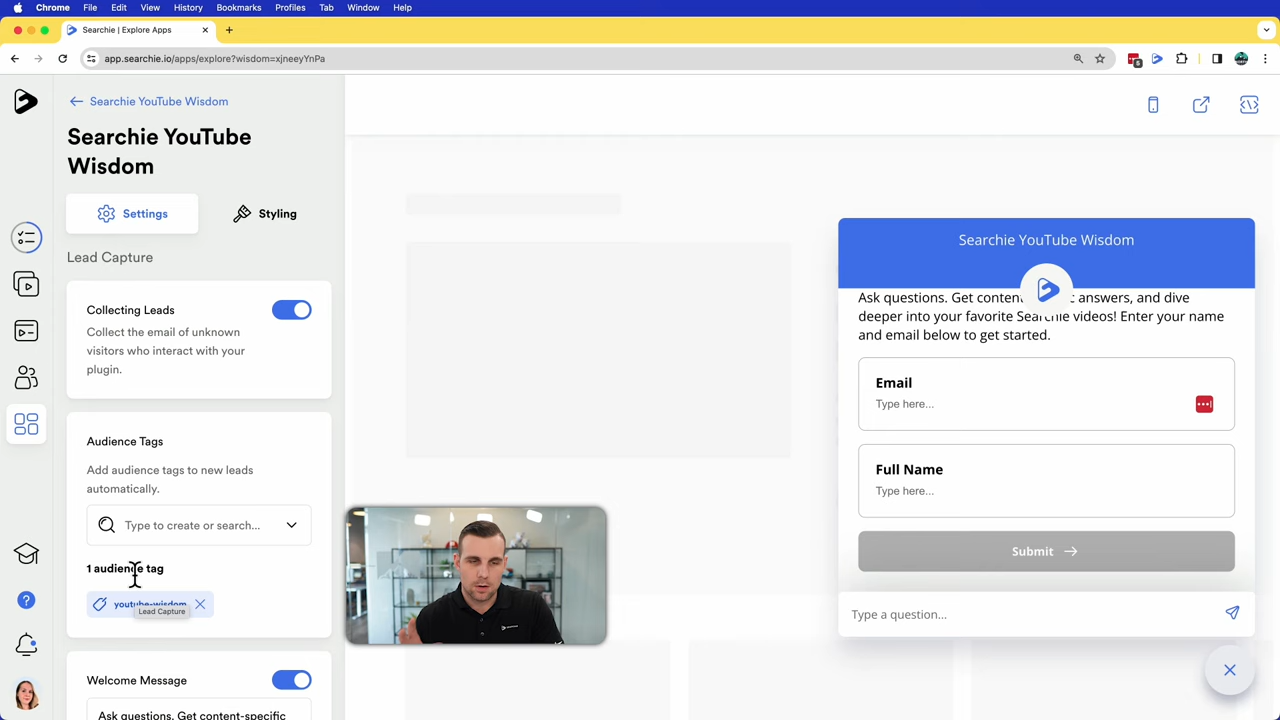 Chrome File Edit View History Bookmarks Profiles Tab Window Help
Searchie | Explore Apps
app.searchie.io/apps/explore?wisdom=xjneeyYnPa
6
Searchie YouTube Wisdom
Searchie YouTube
Wisdom
Settings
Styling
Lead Capture
Collecting Leads
Collect the email of unknown
visitors who interact with your
plugin.
Audience Tags
Add audience tags to new leads
automatically.
Type to create or search...
1 audience tag
youtube-wisdom
Lead Capture
Welcome Message
Ask questions. Get content-specific
Searchie YouTube Wisdom
Ask questions. Get content answers, and dive
deeper into your favorite Searchie videos! Enter your name
and email below to get started.
Email
Type here...
Full Name
Type here...
Submit
Type a question...